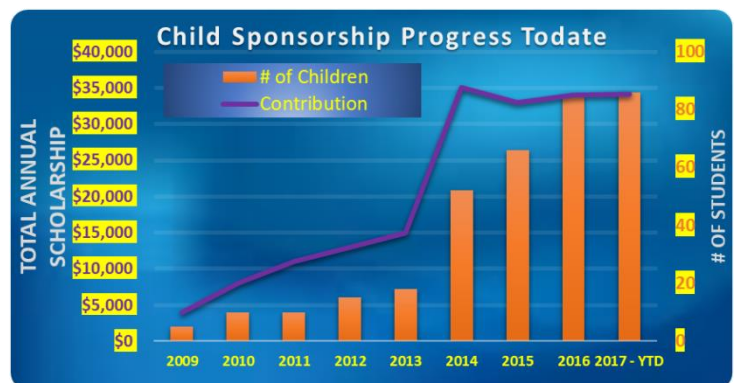 Child Sponsorship Progress Todate
# of Children
Contribution
TOTAL ANNUAL
SCHOLARSHIP
$40,000
$35,000
$30,000
$25,000
$20,000
$15,000
$10,000
$5,000
$0
100
80
60
40
20
0
# OF STUDENTS
2009 2010 2011 2012 2013 2014 2015 2016 2017 - YTD